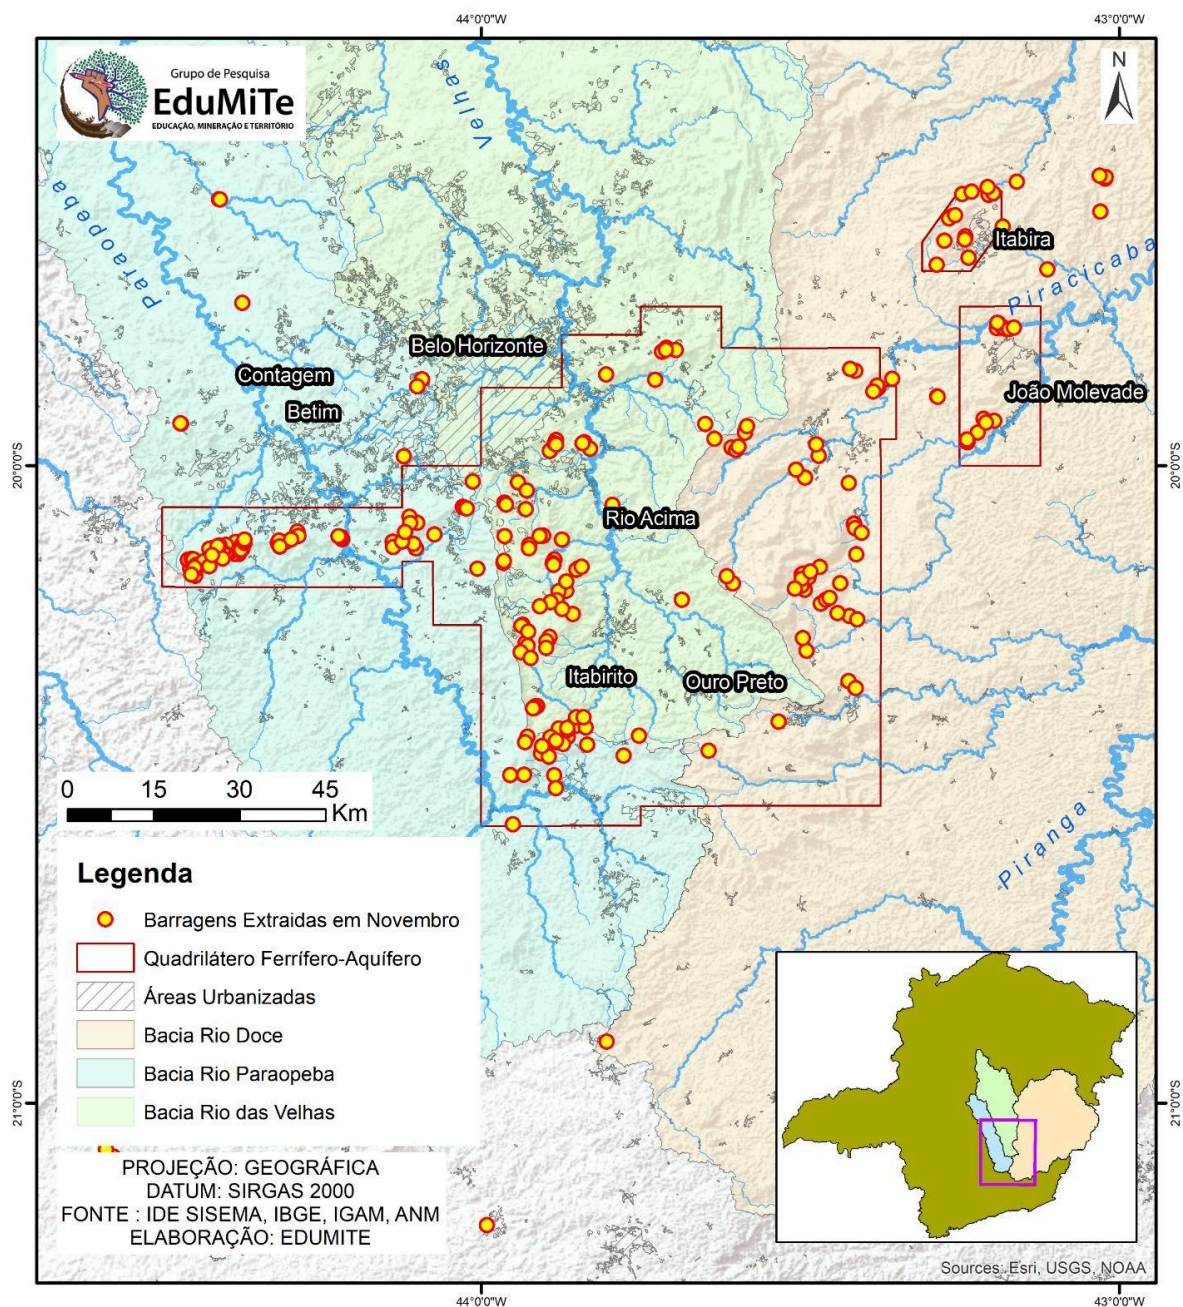 44°0'0"W
43°0'0"W
Grupo de Pesquisa
EduMiTe
EDUCAÇÃO, MINERAÇÃO E TERRITÓRIO
N
Velhas
Paraopeba
Itabira
Piracicaba
Belo Horizonte
Contagem
Betim
João Molevade
20°0'0"S
20°0'0"S
Rio Acima
Itabirito
Ouro Preto
0 15 30 45
Km
Piranga
Legenda
Barragens Extraidas em Novembro
Quadrilátero Ferrífero-Aquífero
Áreas Urbanizadas
Bacia Rio Doce
Bacia Rio Paraopeba
Bacia Rio das Velhas
21°0'0"S
21°0'0"S
PROJEÇÃO: GEOGRÁFICA
DATUM: SIRGAS 2000
FONTE : IDE SISEMA, IBGE, IGAM, ANM
ELABORAÇÃO: EDUMITE
Sources: Esri, USGS, NOAA
44°0'0"W
43°0'0"W